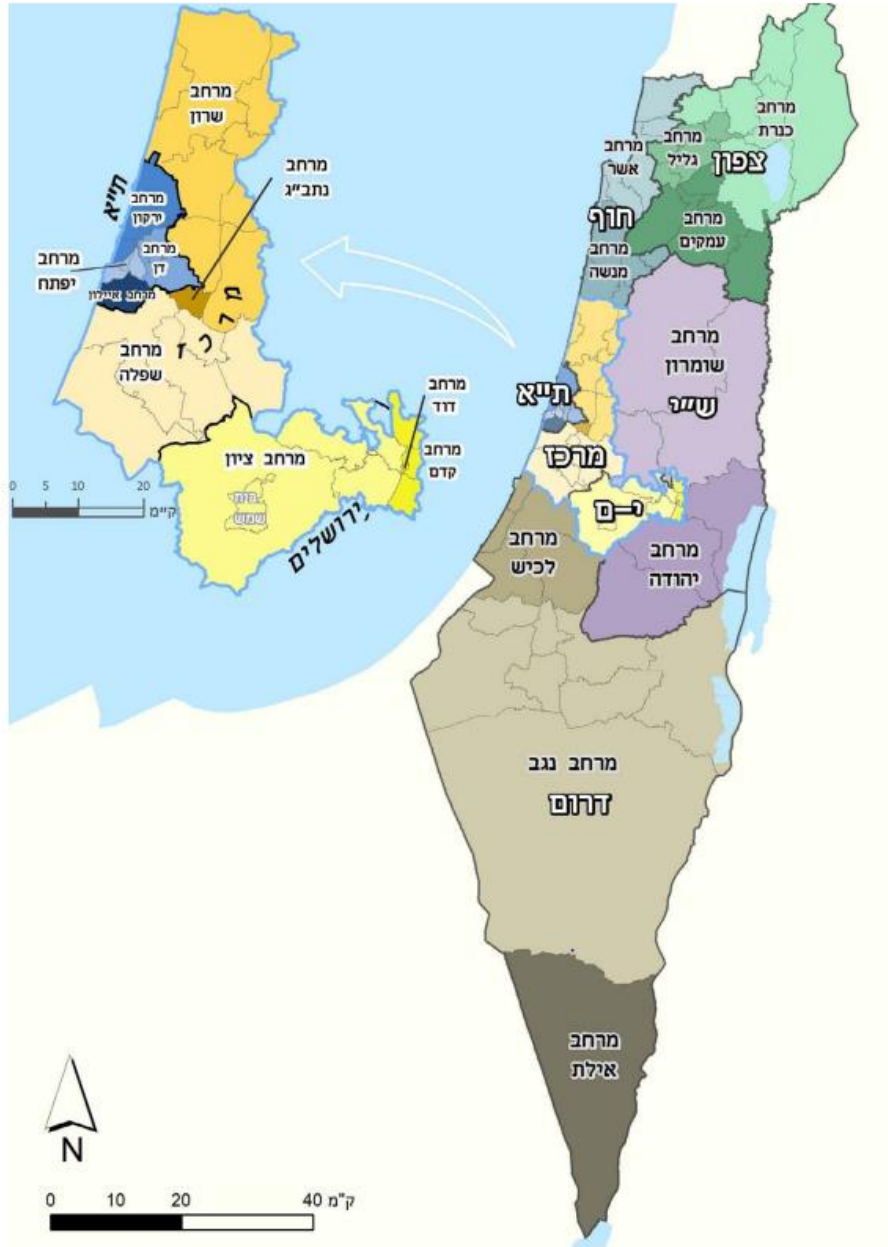 מרחב
שרון
מרחב
נתב"ג
ת"א
מרחב
ירקון
מרחב
דן
מרחב
יפתח
מרחב איילון
מרכז
מרחב
שפלה
מרחב
דוד
מרחב
קדם
מרחב ציון
בית
שמש
ירושלים
0 10 20
ק"מ
מרחב
כנרת
מרחב
גליל
צפון
מרחב
אשר
חוף
מרחב
עמקים
מרחב
מנשה
מרחב
שומרון
ש"י
ת"א
מרכז
י-ם
מרחב
לכיש
מרחב
יהודה
מרחב נגב
דרום
מרחב
אילת
N
0 10 20 40 ק"מ